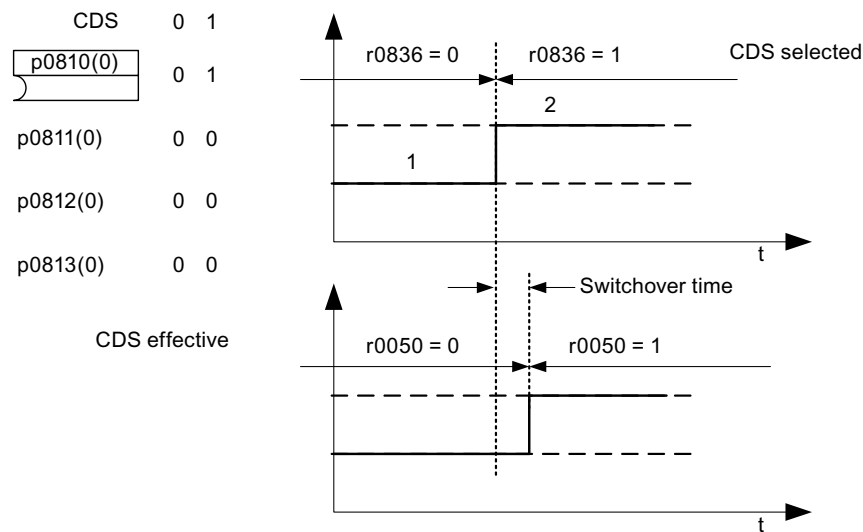 CDS 0 1
r0836 = 0 r0836 = 1 CDS selected
p0810(0) 0 1
2
p0811(0) 0 0
1
p0812(0) 0 0
t
p0813(0) 0 0
Switchover time
CDS effective
r0050 = 0 r0050 = 1
t